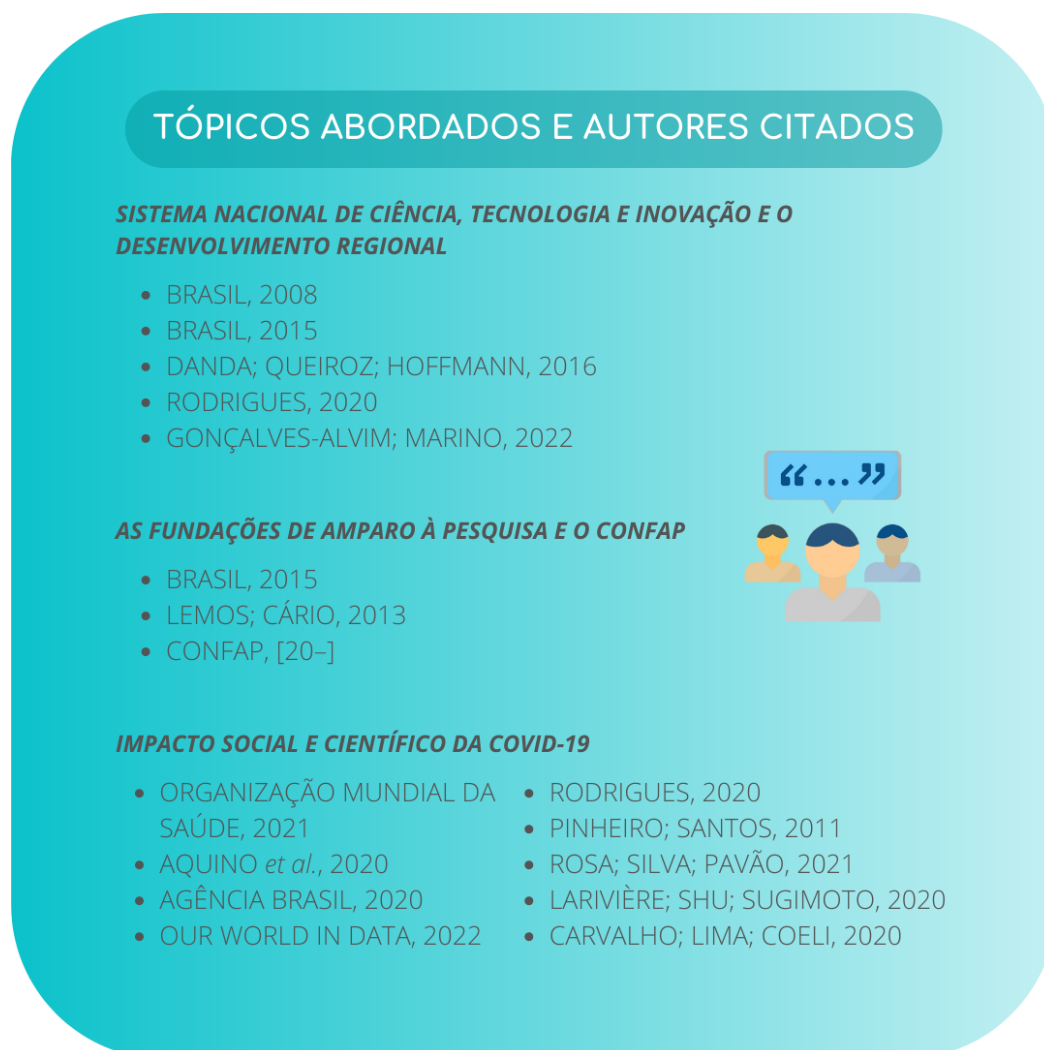 TÓPICOS ABORDADOS E AUTORES CITADOS
SISTEMA NACIONAL DE CIÊNCIA, TECNOLOGIA E INOVAÇÃO E O
DESENVOLVIMENTO REGIONAL
• BRASIL, 2008
• BRASIL, 2015
• DANDA; QUEIROZ; HOFFMANN, 2016
• RODRIGUES, 2020
• GONÇALVES-ALVIM; MARINO, 2022
“ ... ”
AS FUNDAÇÕES DE AMPARO À PESQUISA E O CONFAP
• BRASIL, 2015
• LEMOS; CÁRIO, 2013
• CONFAP, [20–]
IMPACTO SOCIAL E CIENTÍFICO DA COVID-19
• ORGANIZAÇÃO MUNDIAL DA
SAÚDE, 2021
• AQUINO et al., 2020
• AGÊNCIA BRASIL, 2020
• OUR WORLD IN DATA, 2022
• RODRIGUES, 2020
• PINHEIRO; SANTOS, 2011
• ROSA; SILVA; PAVÃO, 2021
• LARIVIÈRE; SHU; SUGIMOTO, 2020
• CARVALHO; LIMA; COELI, 2020